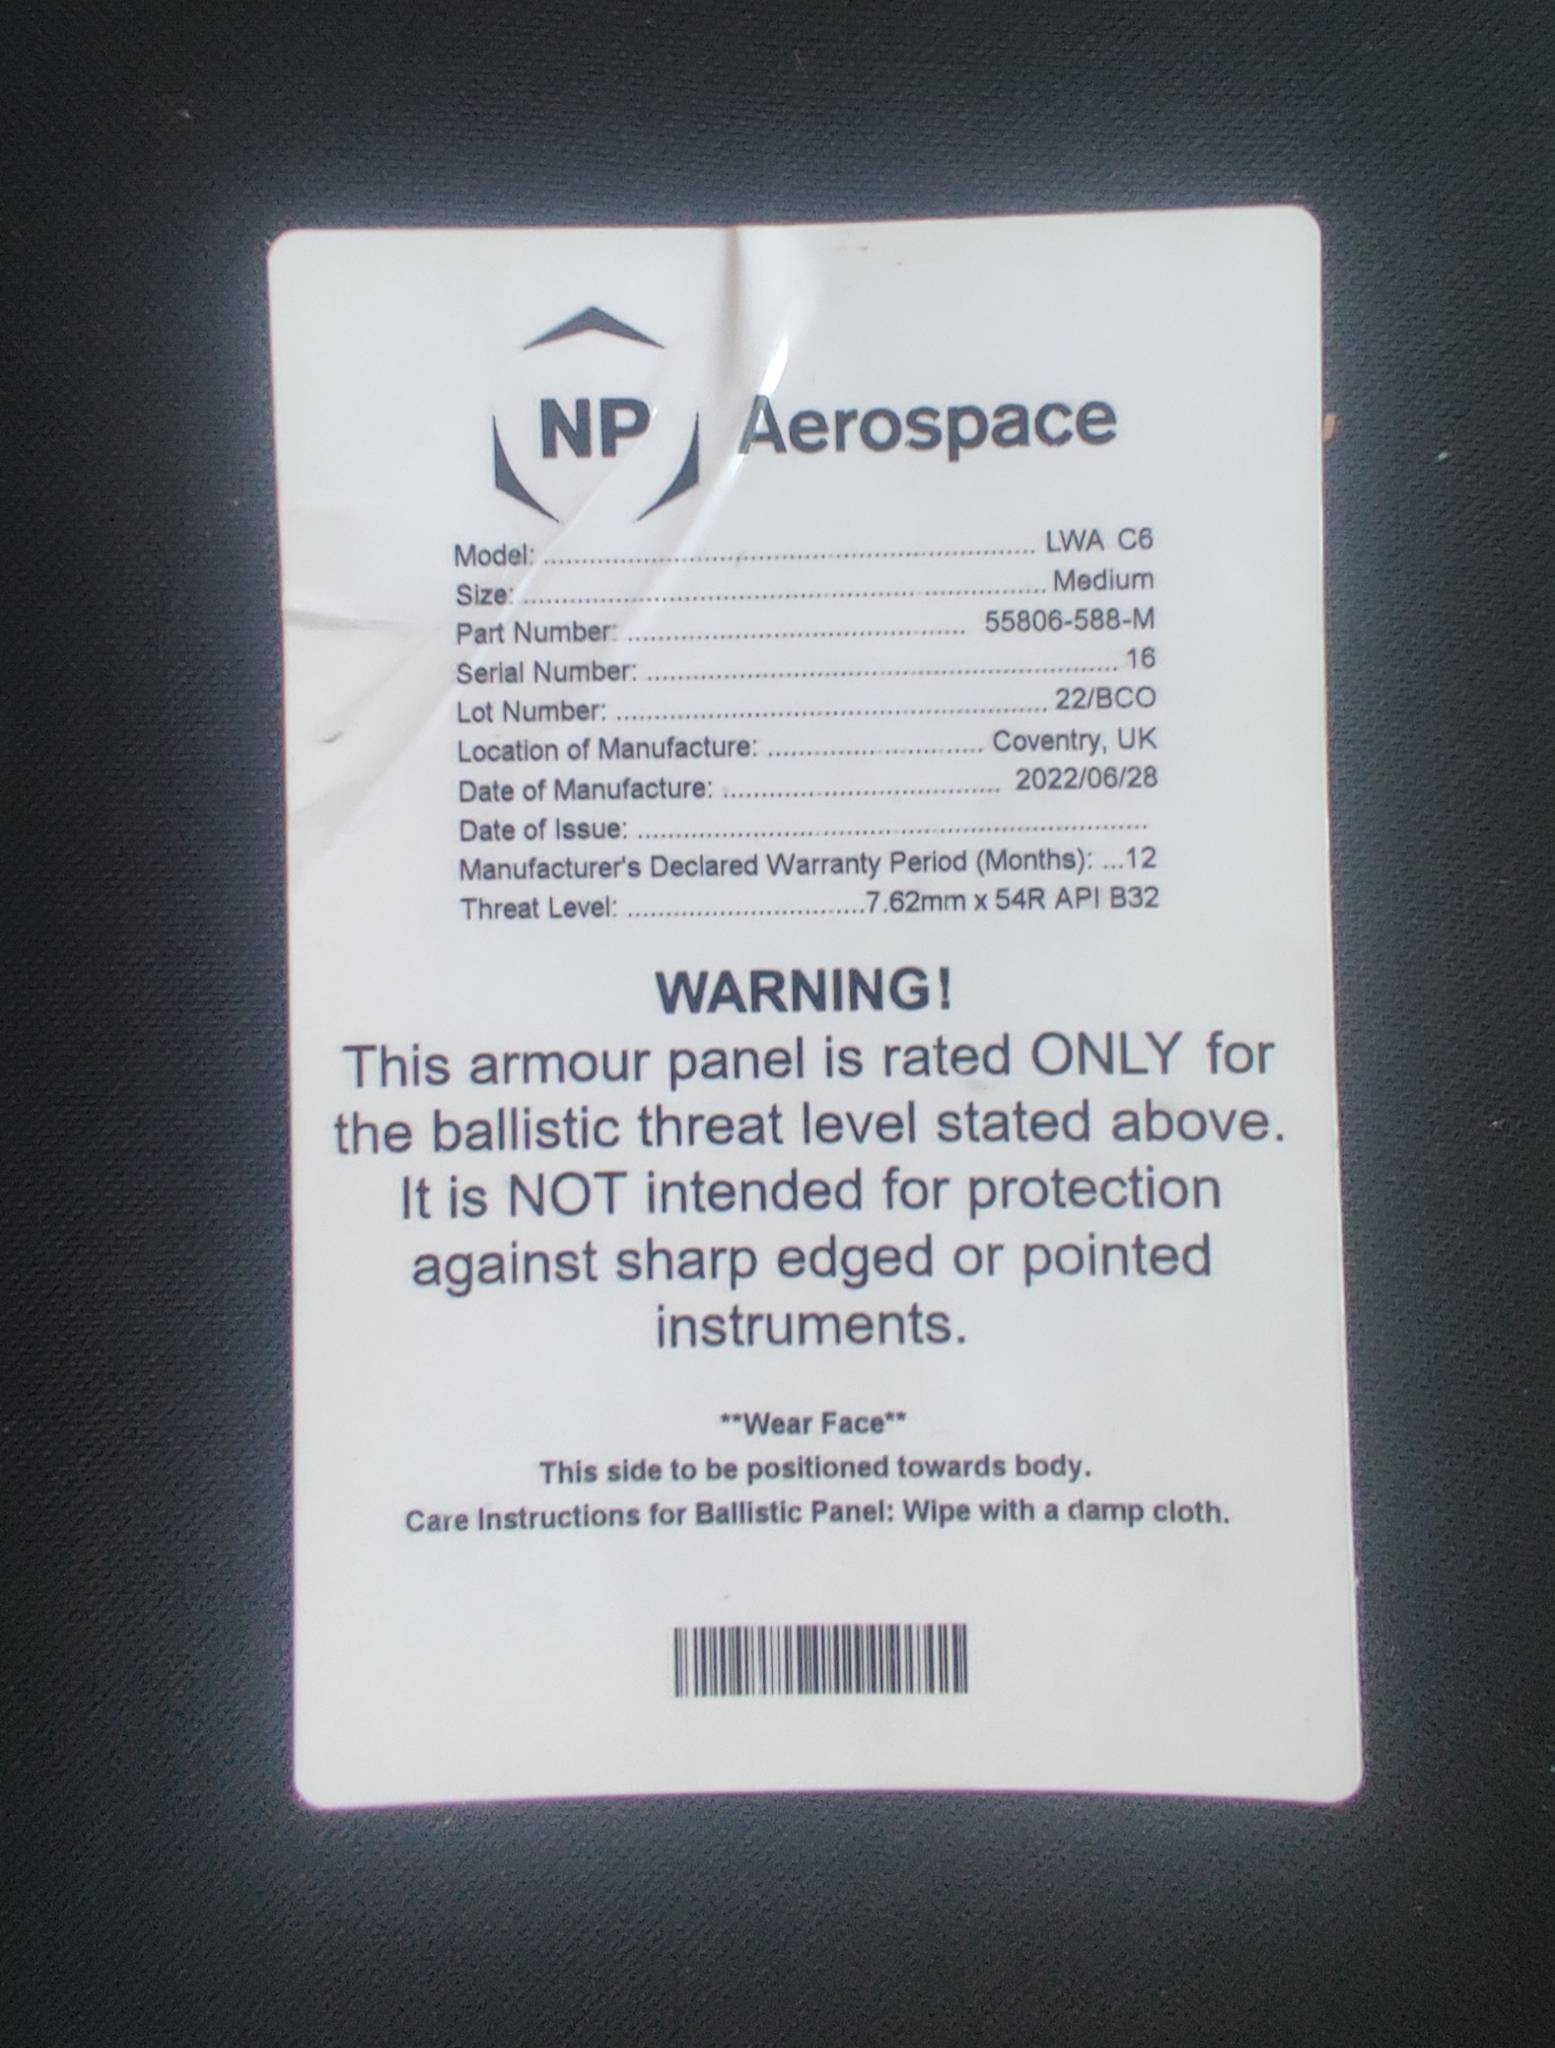 NP Aerospace
Model: ........................................................ LWA C6
Size: ............................................................ Medium
Part Number: ........................................ 55806-588-M
Serial Number: ........................................................ 16
Lot Number: .................................................... 22/BCO
Location of Manufacture: .......................... Coventry, UK
Date of Manufacture: ................................. 2022/06/28
Date of Issue: ..............................................................
Manufacturer's Declared Warranty Period (Months): ...12
Threat Level: ............................7.62mm x 54R API B32
WARNING!
This armour panel is rated ONLY for
the ballistic threat level stated above.
It is NOT intended for protection
against sharp edged or pointed
instruments.
**Wear Face**
This side to be positioned towards body.
Care Instructions for Ballistic Panel: Wipe with a damp cloth.